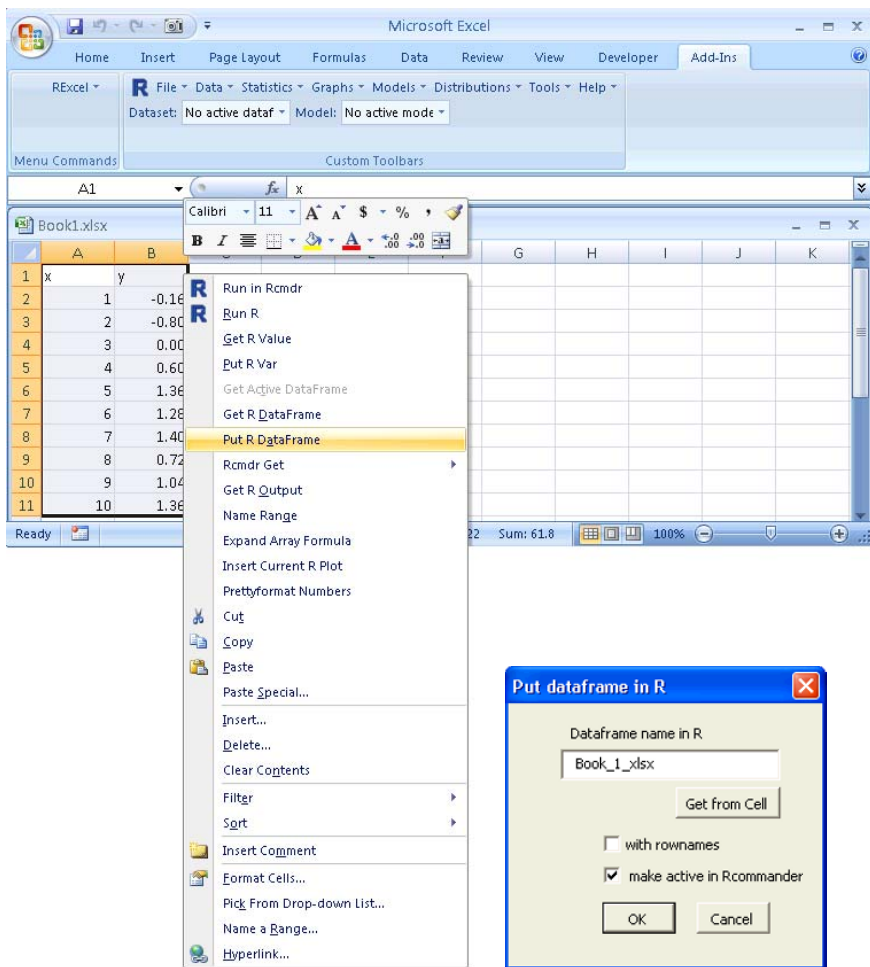 Microsoft Excel
Home Insert Page Layout Formulas Data Review View Developer Add-Ins
RExcel R File Data Statistics Graphs Models Distributions Tools Help
Dataset: No active dataf Model: No active mode
Menu Commands Custom Toolbars
A1 fx x
Calibri 11 A A $ % ,
B I A .00 .00
Book1.xlsx
A B G H I J K
1 x y
2 1 -0.16
3 2 -0.80
4 3 0.00
5 4 0.60
6 5 1.36
7 6 1.28
8 7 1.40
9 8 0.72
10 9 1.04
11 10 1.36
Ready 22 Sum: 61.8 100%
R Run in Rcmdr
R Run R
Get R Value
Put R Var
Get Active DataFrame
Get R DataFrame
Put R DataFrame
Rcmdr Get
Get R Output
Name Range
Expand Array Formula
Insert Current R Plot
Prettyformat Numbers
Cut
Copy
Paste
Paste Special...
Insert...
Delete...
Clear Contents
Filter
Sort
Insert Comment
Format Cells...
Pick From Drop-down List...
Name a Range...
Hyperlink...
Put dataframe in R
Dataframe name in R
Book_1_xlsx
Get from Cell
with rownames
make active in Rcommander
OK Cancel